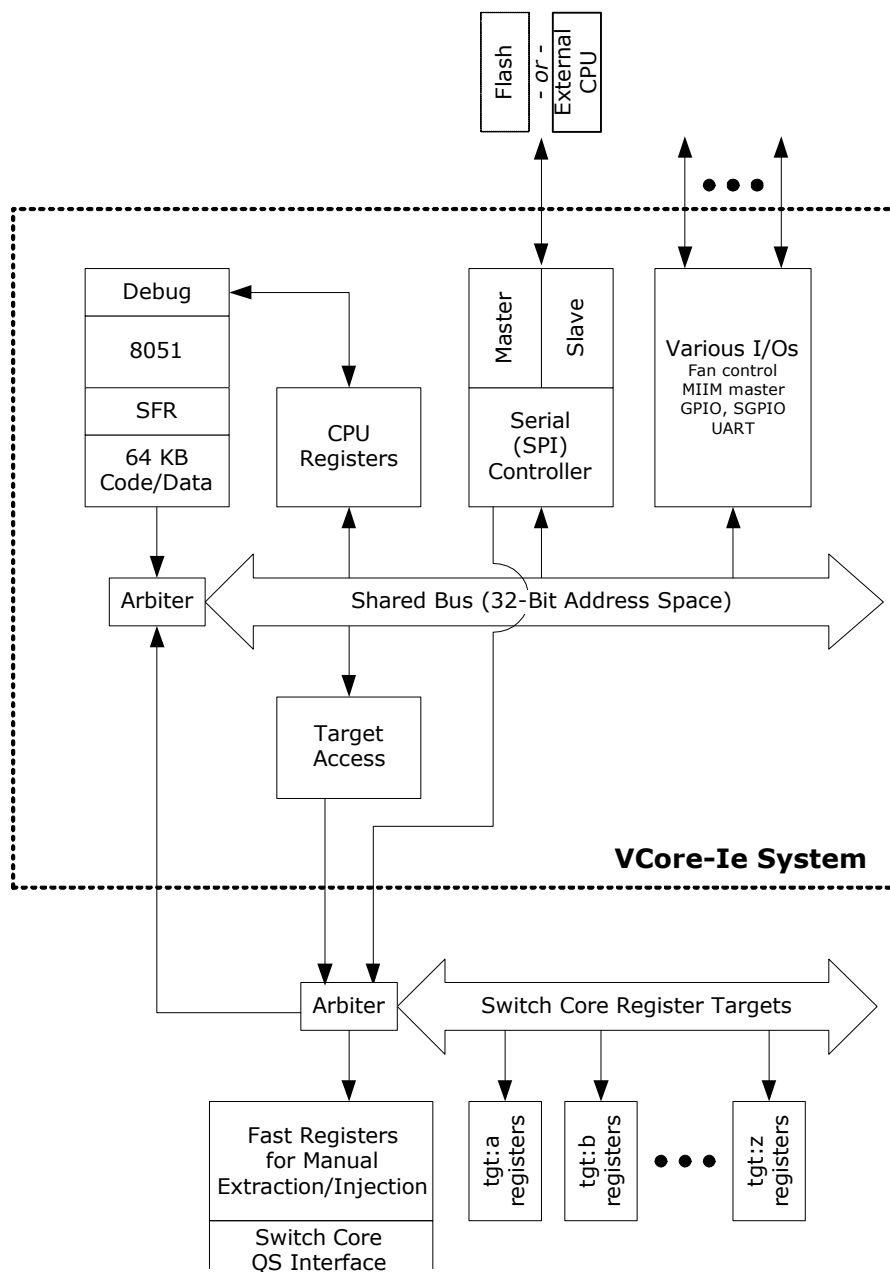 Flash
- or -
External
CPU
Debug
8051
SFR
64 KB
Code/Data
CPU
Registers
Master
Slave
Serial
(SPI)
Controller
Various I/Os
Fan control
MIIM master
GPIO, SGPIO
UART
Arbiter
Shared Bus (32-Bit Address Space)
Target
Access
VCore-Ie System
Arbiter
Switch Core Register Targets
Fast Registers
for Manual
Extraction/Injection
Switch Core
QS Interface
tgt:a
registers
tgt:b
registers
tgt:z
registers